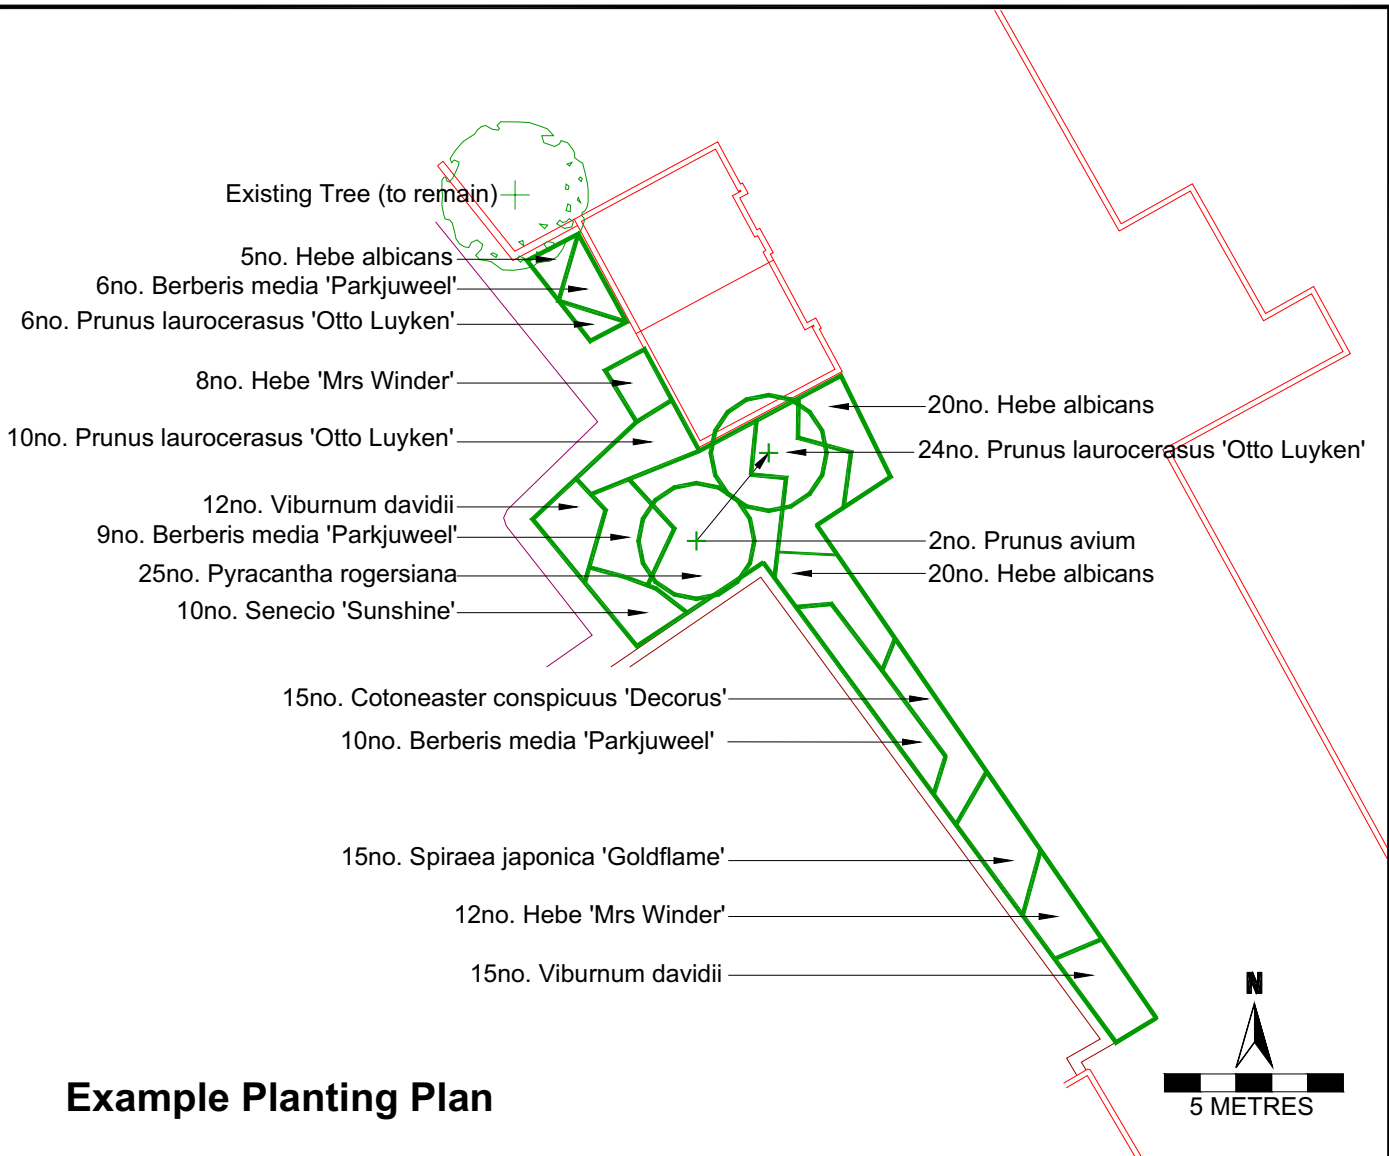 Existing Tree (to remain)
5no. Hebe albicans
6no. Berberis media 'Parkjuweel'
6no. Prunus laurocerasus 'Otto Luyken'
8no. Hebe 'Mrs Winder'
10no. Prunus laurocerasus 'Otto Luyken'
12no. Viburnum davidii
9no. Berberis media 'Parkjuweel'
25no. Pyracantha rogersiana
10no. Senecio 'Sunshine'
20no. Hebe albicans
24no. Prunus laurocerasus 'Otto Luyken'
2no. Prunus avium
20no. Hebe albicans
15no. Cotoneaster conspicuus 'Decorus'
10no. Berberis media 'Parkjuweel'
15no. Spiraea japonica 'Goldflame'
12no. Hebe 'Mrs Winder'
15no. Viburnum davidii
N
5 METRES
Example Planting Plan